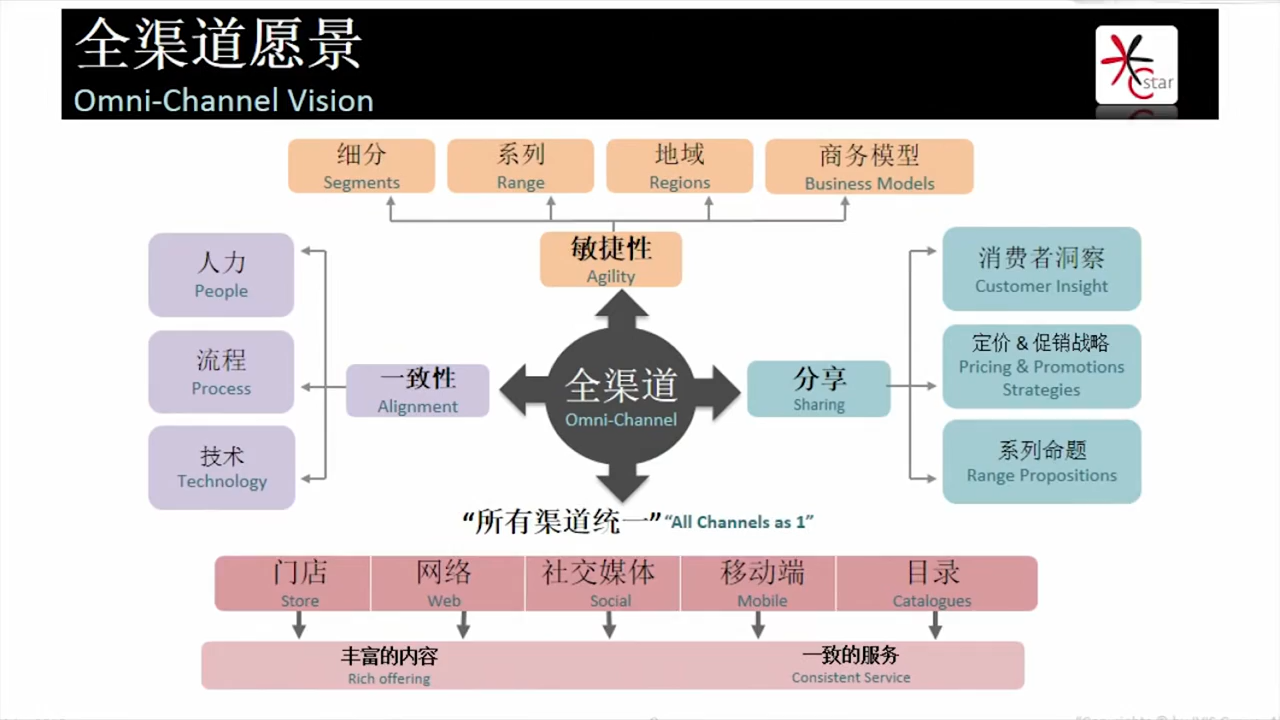 全渠道愿景
Omni-Channel Vision
star
细分
Segments
系列
Range
地域
Regions
商务模型
Business Models
敏捷性
Agility
人力
People
流程
Process
技术
Technology
一致性
Alignment
全渠道
Omni-Channel
分享
Sharing
消费者洞察
Customer Insight
定价 & 促销战略
Pricing & Promotions
Strategies
系列命题
Range Propositions
“所有渠道统一” “All Channels as 1”
门店
Store
网络
Web
社交媒体
Social
移动端
Mobile
目录
Catalogues
丰富的内容
Rich offering
一致的服务
Consistent Service